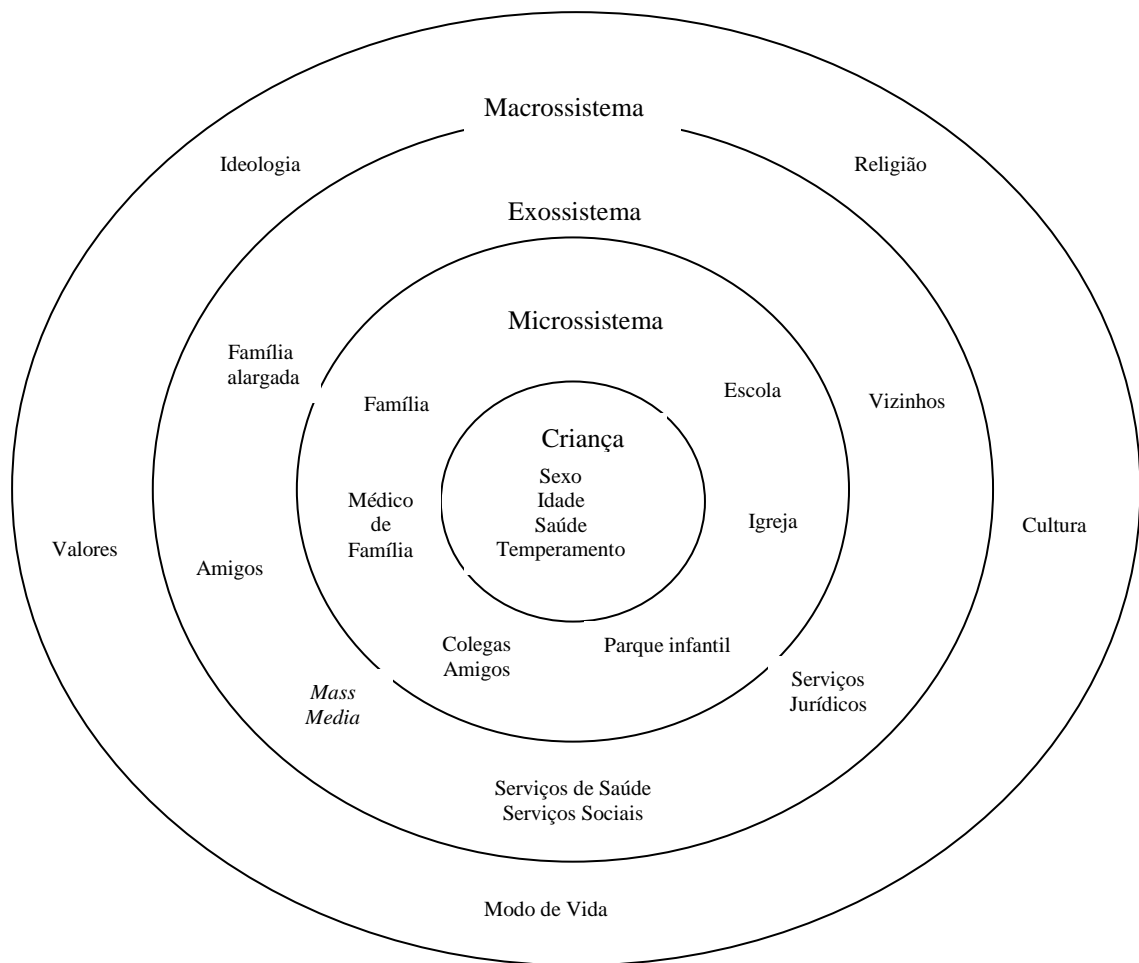 Macrossistema
Ideologia
Religião
Exossistema
Microssistema
Família
alargada
Família
Escola
Vizinhos
Criança
Sexo
Idade
Saúde
Temperamento
Médico
de
Família
Igreja
Cultura
Valores
Amigos
Colegas
Amigos
Parque infantil
Mass
Media
Serviços
Jurídicos
Serviços de Saúde
Serviços Sociais
Modo de Vida